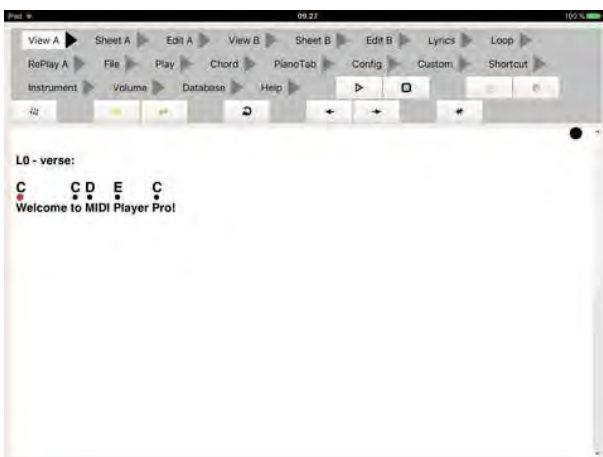 iPad 09.27 100 %
View A Sheet A Edit A View B Sheet B Edit B Lyrics Loop
RePlay A File Play Chord PianoTab Config Custom Shortcut
Instrument Volume Database Help
L0 - verse:
C C D E C
Welcome to MIDI Player Pro!